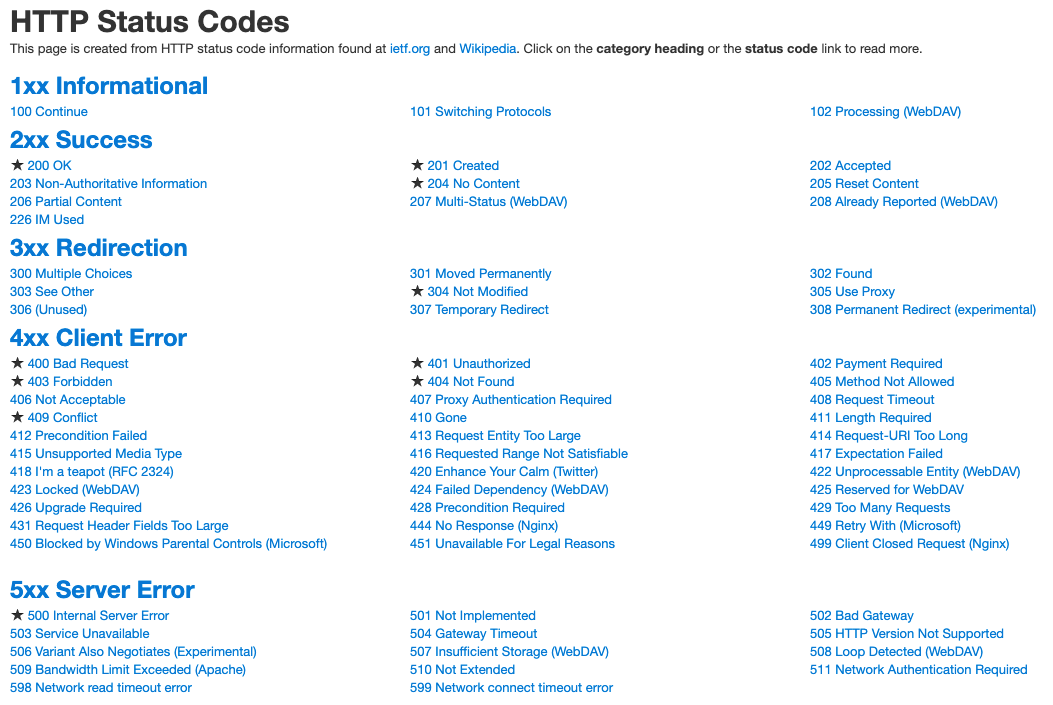 HTTP Status Codes
This page is created from HTTP status code information found at ietf.org and Wikipedia. Click on the category heading or the status code link to read more.
1xx Informational
100 Continue 101 Switching Protocols 102 Processing (WebDAV)
2xx Success
★ 200 OK ★ 201 Created 202 Accepted
203 Non-Authoritative Information ★ 204 No Content 205 Reset Content
206 Partial Content 207 Multi-Status (WebDAV) 208 Already Reported (WebDAV)
226 IM Used
3xx Redirection
300 Multiple Choices 301 Moved Permanently 302 Found
303 See Other ★ 304 Not Modified 305 Use Proxy
306 (Unused) 307 Temporary Redirect 308 Permanent Redirect (experimental)
4xx Client Error
★ 400 Bad Request ★ 401 Unauthorized 402 Payment Required
★ 403 Forbidden ★ 404 Not Found 405 Method Not Allowed
406 Not Acceptable 407 Proxy Authentication Required 408 Request Timeout
★ 409 Conflict 410 Gone 411 Length Required
412 Precondition Failed 413 Request Entity Too Large 414 Request-URI Too Long
415 Unsupported Media Type 416 Requested Range Not Satisfiable 417 Expectation Failed
418 I'm a teapot (RFC 2324) 420 Enhance Your Calm (Twitter) 422 Unprocessable Entity (WebDAV)
423 Locked (WebDAV) 424 Failed Dependency (WebDAV) 425 Reserved for WebDAV
426 Upgrade Required 428 Precondition Required 429 Too Many Requests
431 Request Header Fields Too Large 444 No Response (Nginx) 449 Retry With (Microsoft)
450 Blocked by Windows Parental Controls (Microsoft) 451 Unavailable For Legal Reasons 499 Client Closed Request (Nginx)
5xx Server Error
★ 500 Internal Server Error 501 Not Implemented 502 Bad Gateway
503 Service Unavailable 504 Gateway Timeout 505 HTTP Version Not Supported
506 Variant Also Negotiates (Experimental) 507 Insufficient Storage (WebDAV) 508 Loop Detected (WebDAV)
509 Bandwidth Limit Exceeded (Apache) 510 Not Extended 511 Network Authentication Required
598 Network read timeout error 599 Network connect timeout error